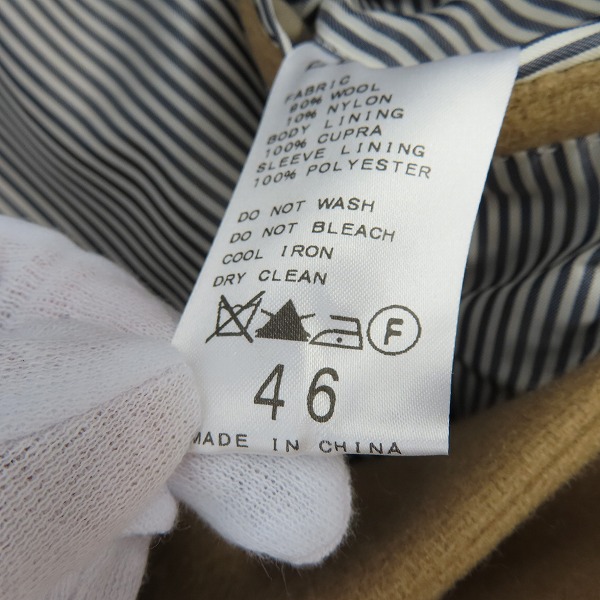 FABRIC
90% WOOL
10% NYLON
BODY LINING
100% CUPRA
SLEEVE LINING
100% POLYESTER
DO NOT WASH
DO NOT BLEACH
COOL IRON
DRY CLEAN
F
46
MADE IN CHINA